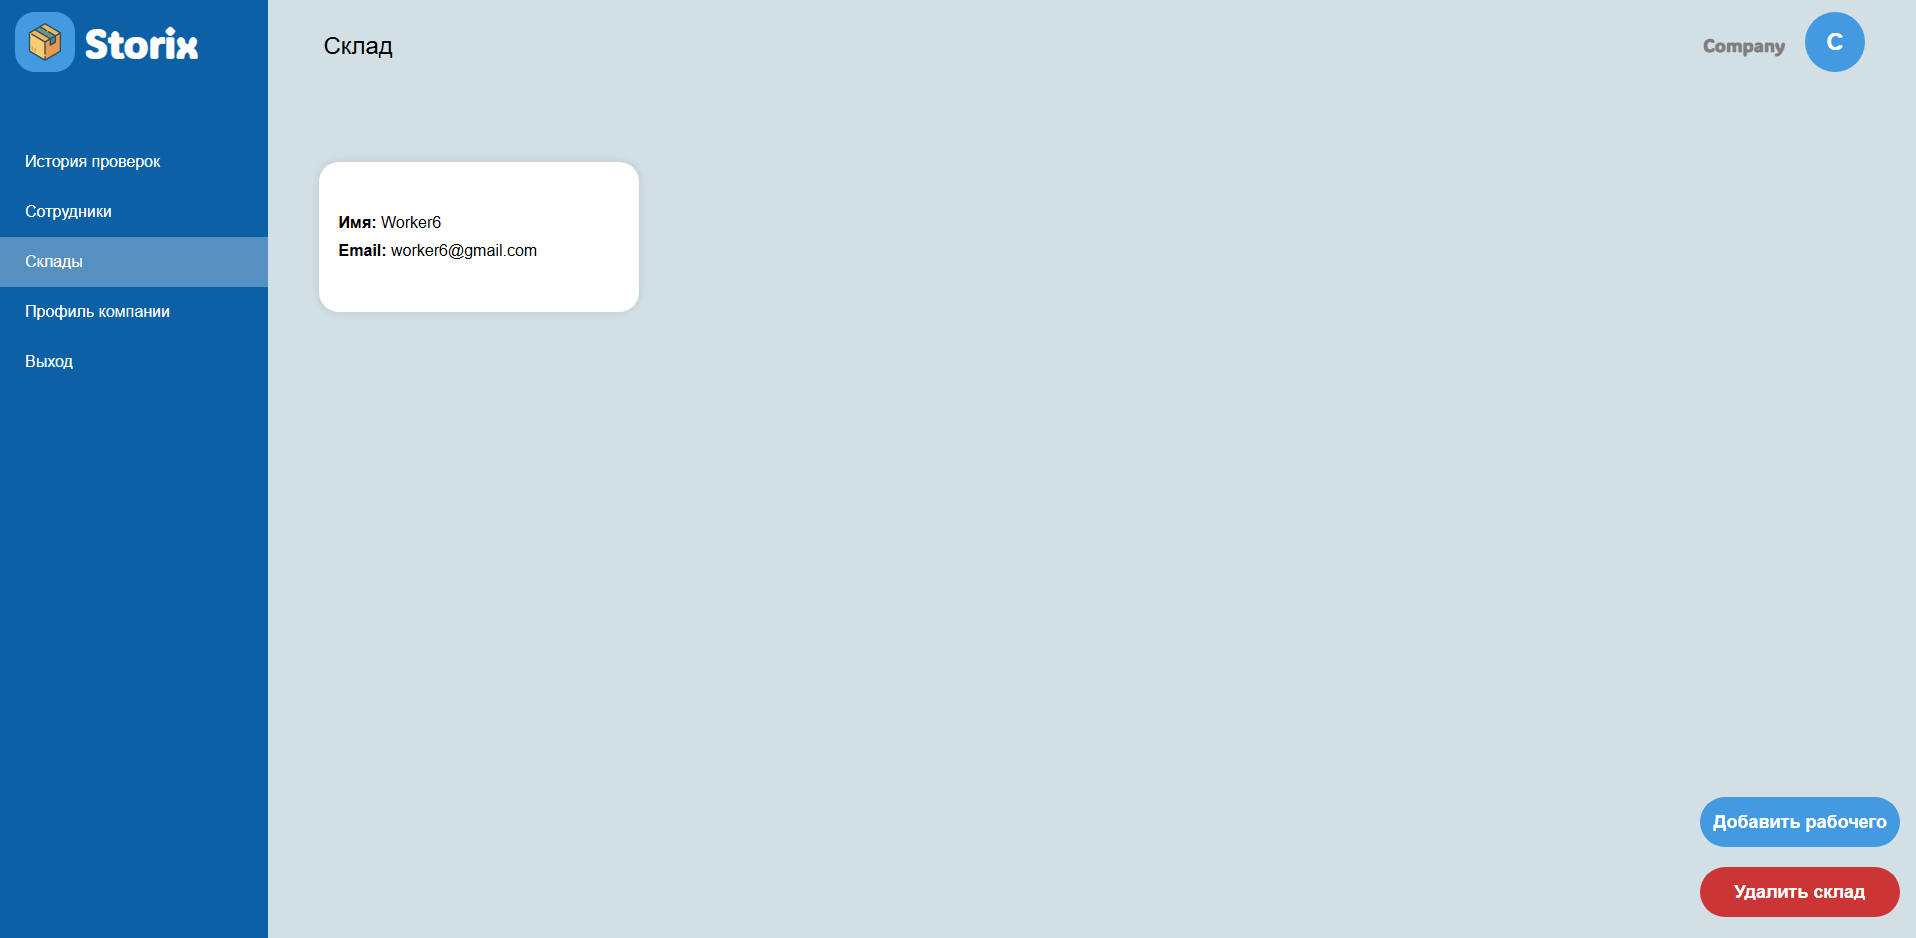 Storix
История проверок
Сотрудники
Склады
Профиль компании
Выход
Склад
Company
C
Имя: Worker6
Email: worker6@gmail.com
Добавить рабочего
Удалить склад